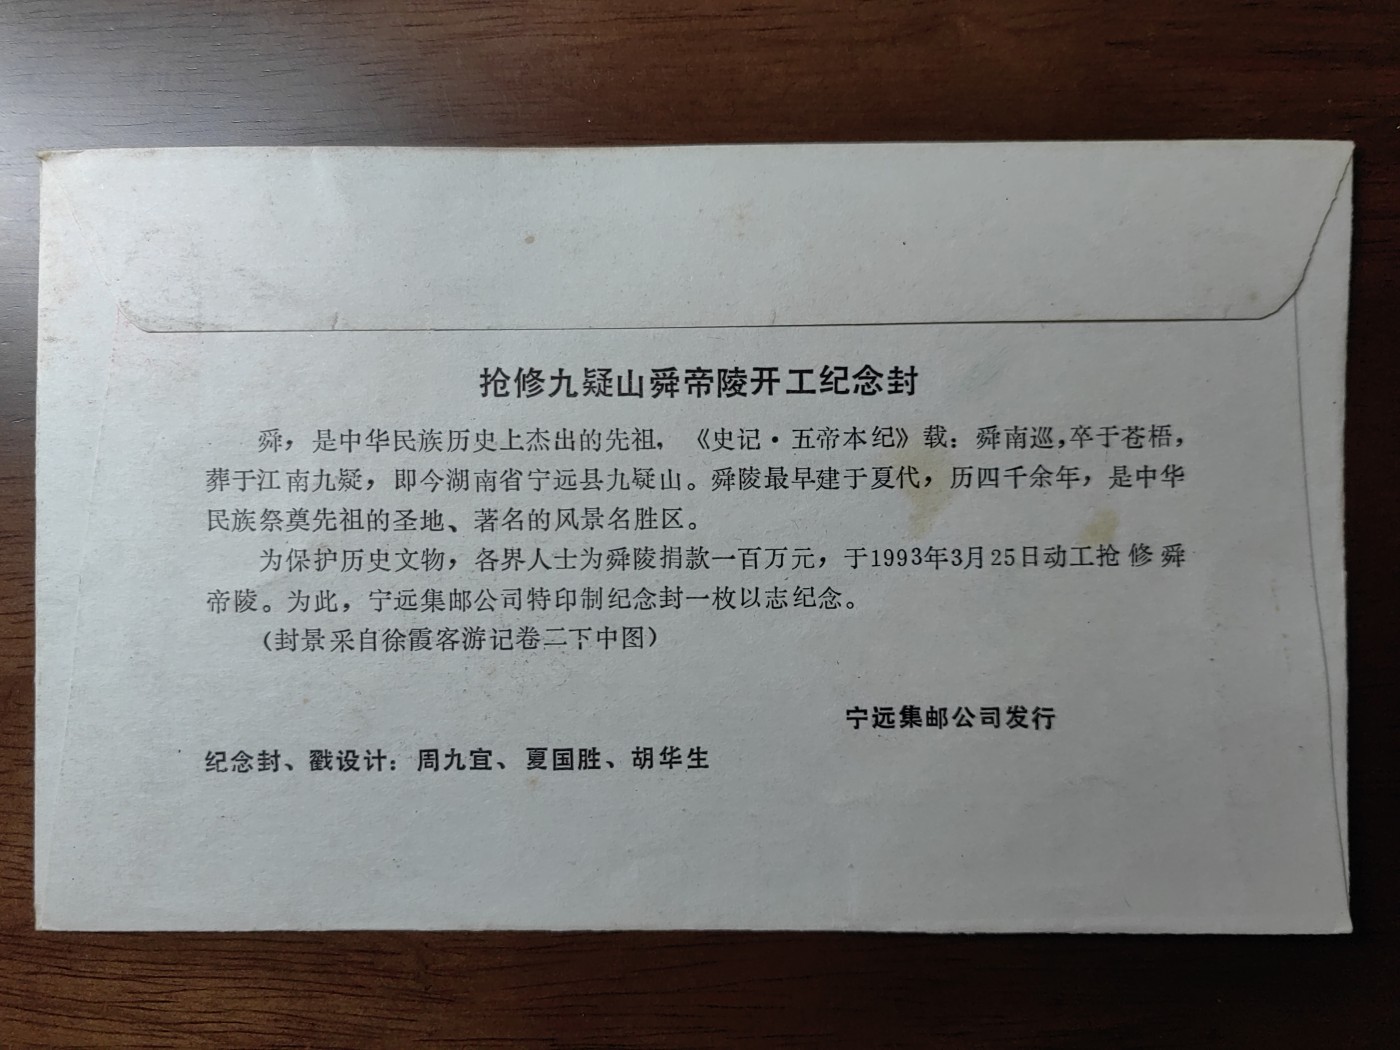 抢修九疑山舜帝陵开工纪念封
舜，是中华民族历史上杰出的先祖，《史记·五帝本纪》载：舜南巡，卒于苍梧，
葬于江南九疑，即今湖南省宁远县九疑山。舜陵最早建于夏代，历四千余年，是中华
民族祭奠先祖的圣地、著名的风景名胜区。
为保护历史文物，各界人士为舜陵捐款一百万元，于1993年3月25日动工抢修舜
帝陵。为此，宁远集邮公司特印制纪念封一枚以志纪念。
（封景采自徐霞客游记卷二下中图）
宁远集邮公司发行
纪念封、戳设计：周九宜、夏国胜、胡华生